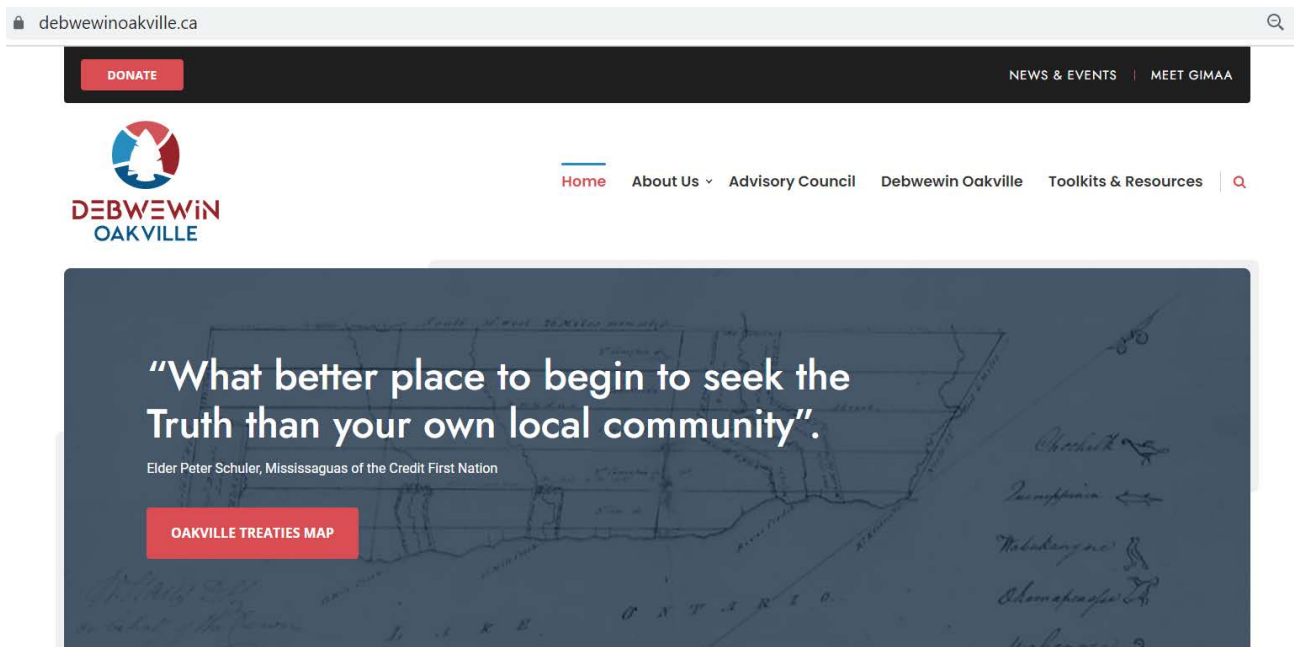 debwewinoakville.ca
DONATE
NEWS & EVENTS | MEET GIMAA
DEBWEWiN
OAKVILLE
Home About Us Advisory Council Debwewin Oakville Toolkits & Resources
“What better place to begin to seek the
Truth than your own local community”.
Elder Peter Schuler, Mississaguas of the Credit First Nation
OAKVILLE TREATIES MAP
LAKE ONTARIO